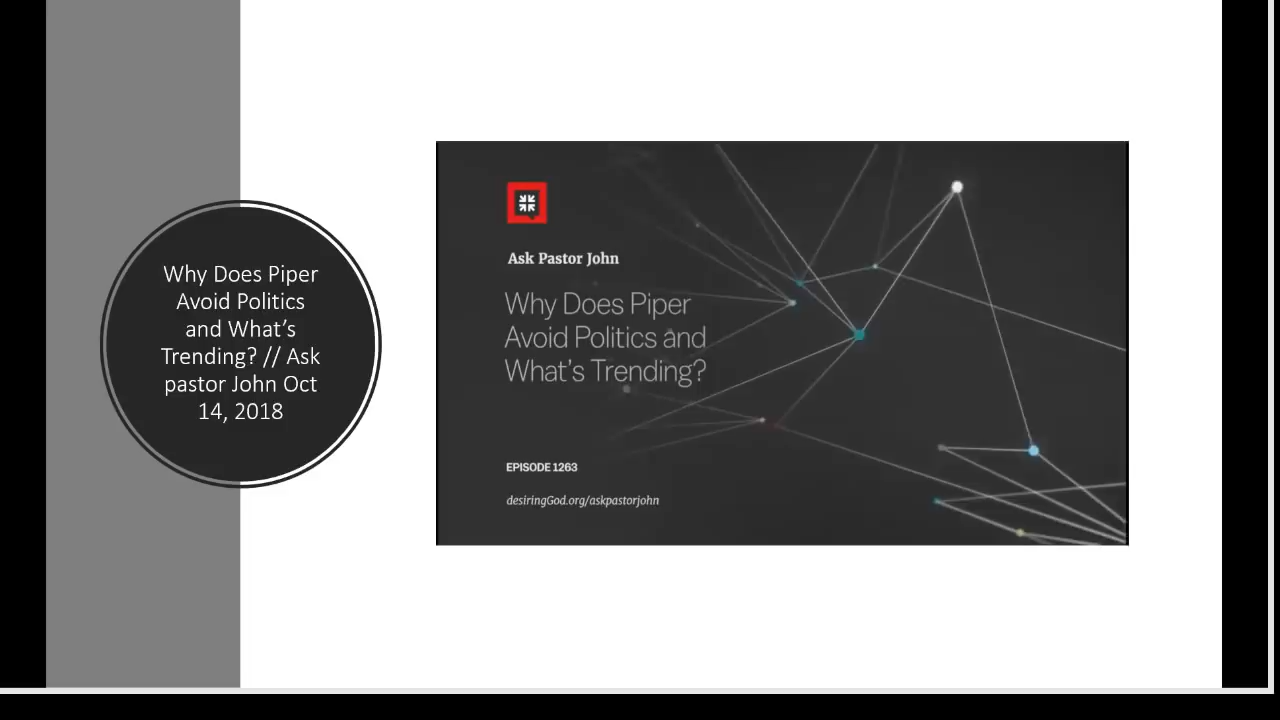 Why Does Piper
Avoid Politics
and What’s
Trending? // Ask
pastor John Oct
14, 2018
Ask Pastor John
Why Does Piper
Avoid Politics and
What’s Trending?
EPISODE 1263
desiringGod.org/askpastorjohn